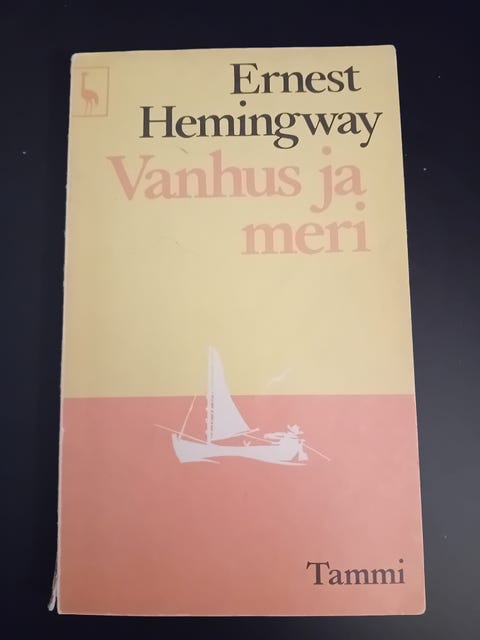 Ernest
Hemingway
Vanhus ja
meri
Tammi